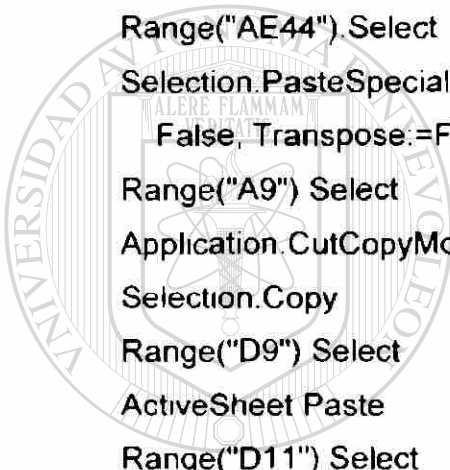 Range("AE44").Select
Selection.PasteSpecial
False, Transpose:=F
Range("A9") Select
Application.CutCopyMo
Selection.Copy
Range("D9") Select
ActiveSheet Paste
Range("D11") Select
ALERE FLAMMAM
VERITATIS